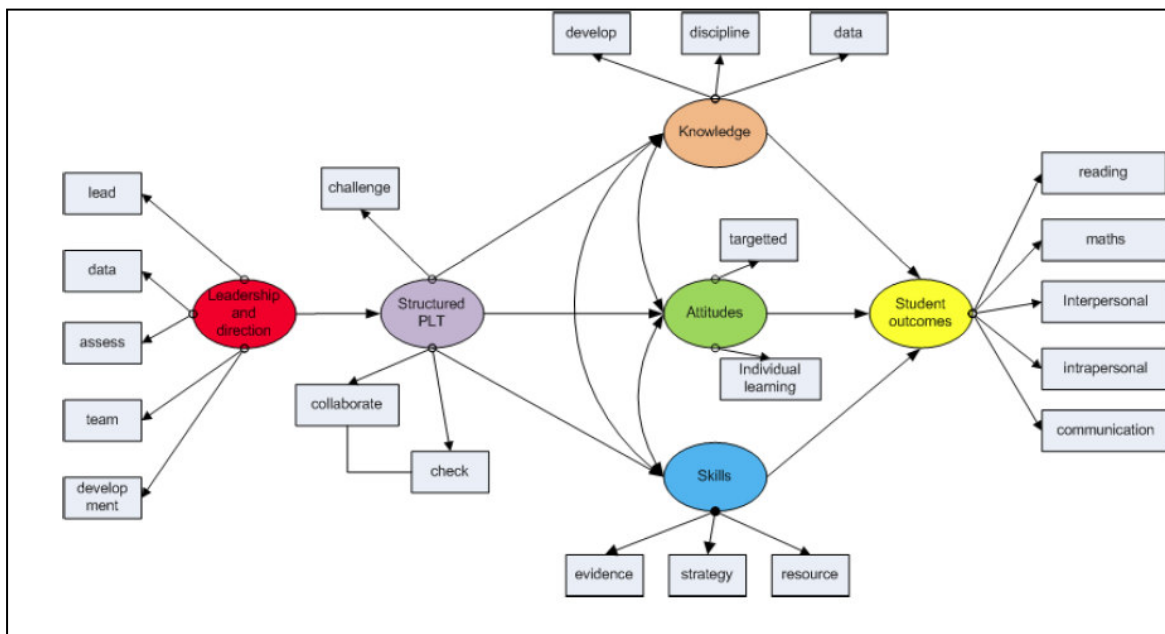 develop
discipline
data
Knowledge
lead
data
assess
team
develop
ment
Leadership
and
direction
challenge
Structured
PLT
collaborate
check
targetted
Attitudes
Individual
learning
Skills
evidence
strategy
resource
Student
outcomes
reading
maths
Interpersonal
intrapersonal
communication